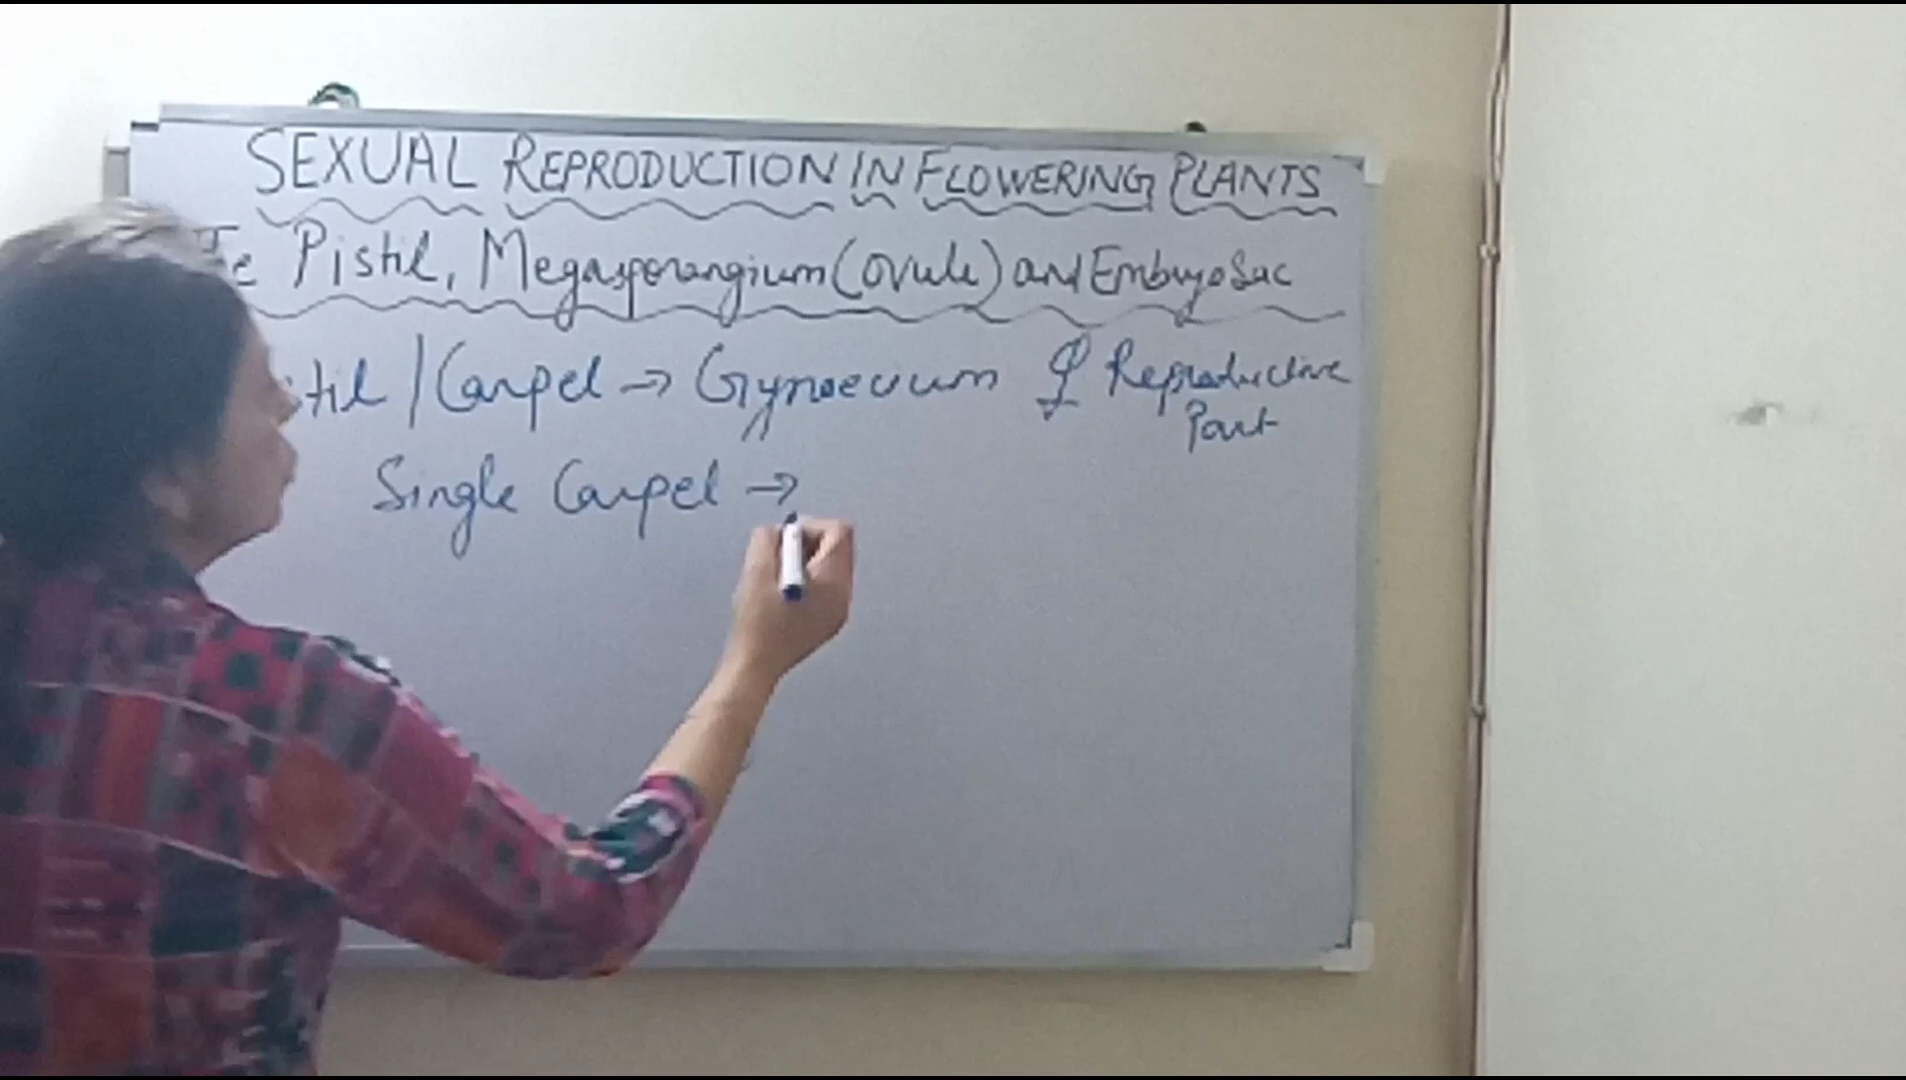 SEXUAL REPRODUCTION IN FLOWERING PLANTS
Pistil, Megasporangium (Ovule) and Embryo Sac
/ Carpel → Gynoecium ♀ Reproductive
Part
Single Carpel →